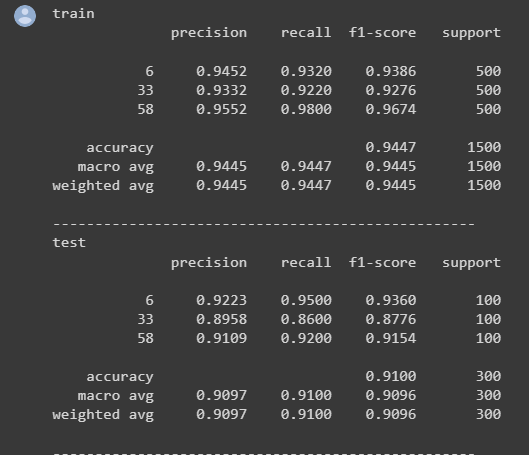 train
precision recall f1-score support
6 0.9452 0.9320 0.9386 500
33 0.9332 0.9220 0.9276 500
58 0.9552 0.9800 0.9674 500
accuracy 0.9447 1500
macro avg 0.9445 0.9447 0.9445 1500
weighted avg 0.9445 0.9447 0.9445 1500
--------------------------------------------------
test
precision recall f1-score support
6 0.9223 0.9500 0.9360 100
33 0.8958 0.8600 0.8776 100
58 0.9109 0.9200 0.9154 100
accuracy 0.9100 300
macro avg 0.9097 0.9100 0.9096 300
weighted avg 0.9097 0.9100 0.9096 300
--------------------------------------------------